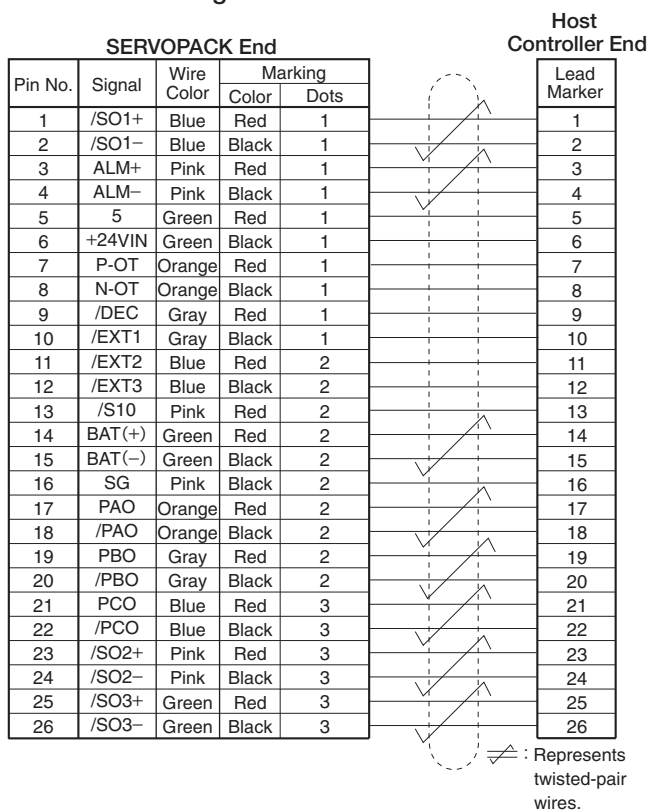 Host
SERVOPACK End Controller End
Pin No. Signal Wire Color Marking Lead Marker
Color Dots
1 /SO1+ Blue Red 1 1
2 /SO1− Blue Black 1 2
3 ALM+ Pink Red 1 3
4 ALM− Pink Black 1 4
5 5 Green Red 1 5
6 +24VIN Green Black 1 6
7 P-OT Orange Red 1 7
8 N-OT Orange Black 1 8
9 /DEC Gray Red 1 9
10 /EXT1 Gray Black 1 10
11 /EXT2 Blue Red 2 11
12 /EXT3 Blue Black 2 12
13 /S10 Pink Red 2 13
14 BAT(+) Green Red 2 14
15 BAT(−) Green Black 2 15
16 SG Pink Black 2 16
17 PAO Orange Red 2 17
18 /PAO Orange Black 2 18
19 PBO Gray Red 2 19
20 /PBO Gray Black 2 20
21 PCO Blue Red 3 21
22 /PCO Blue Black 3 22
23 /SO2+ Pink Red 3 23
24 /SO2− Pink Black 3 24
25 /SO3+ Green Red 3 25
26 /SO3− Green Black 3 26
: Represents
twisted-pair
wires.